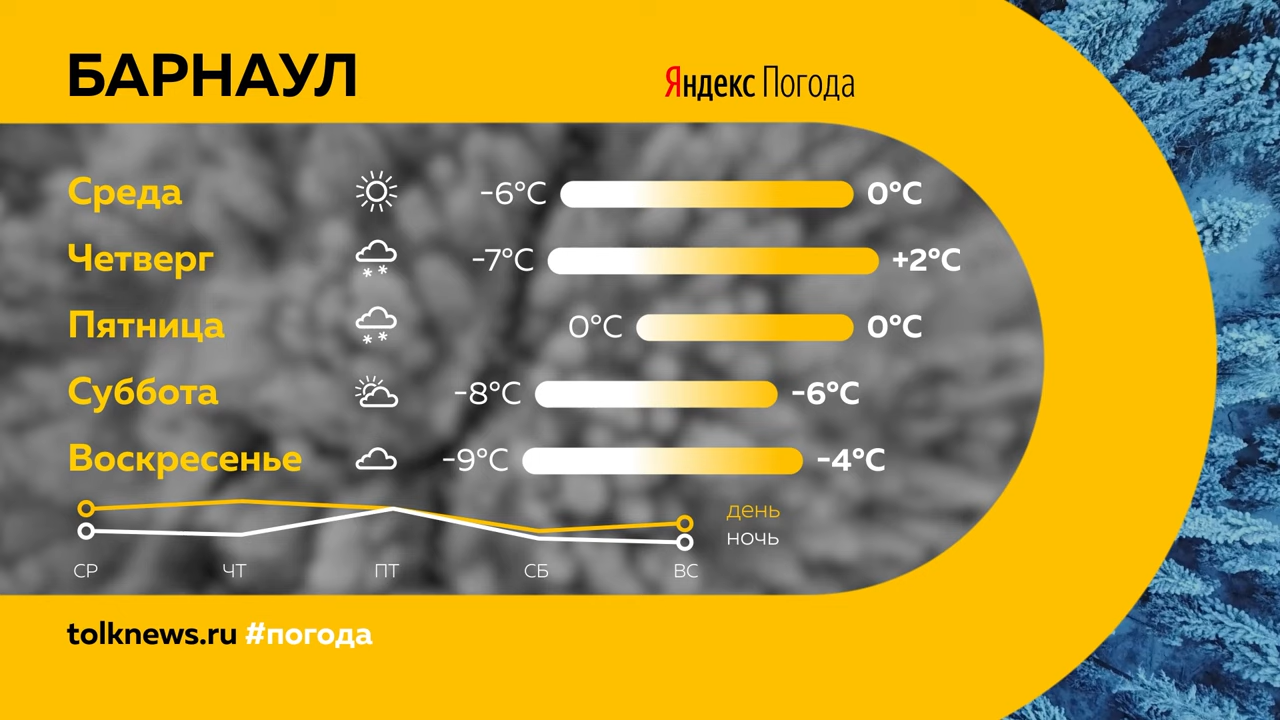 БАРНАУЛ
Яндекс Погода
Среда -6°C 0°C
Четверг -7°C +2°C
Пятница 0°C 0°C
Суббота -8°C -6°C
Воскресенье -9°C -4°C
день
ночь
СР ЧТ ПТ СБ ВС
tolknews.ru #погода